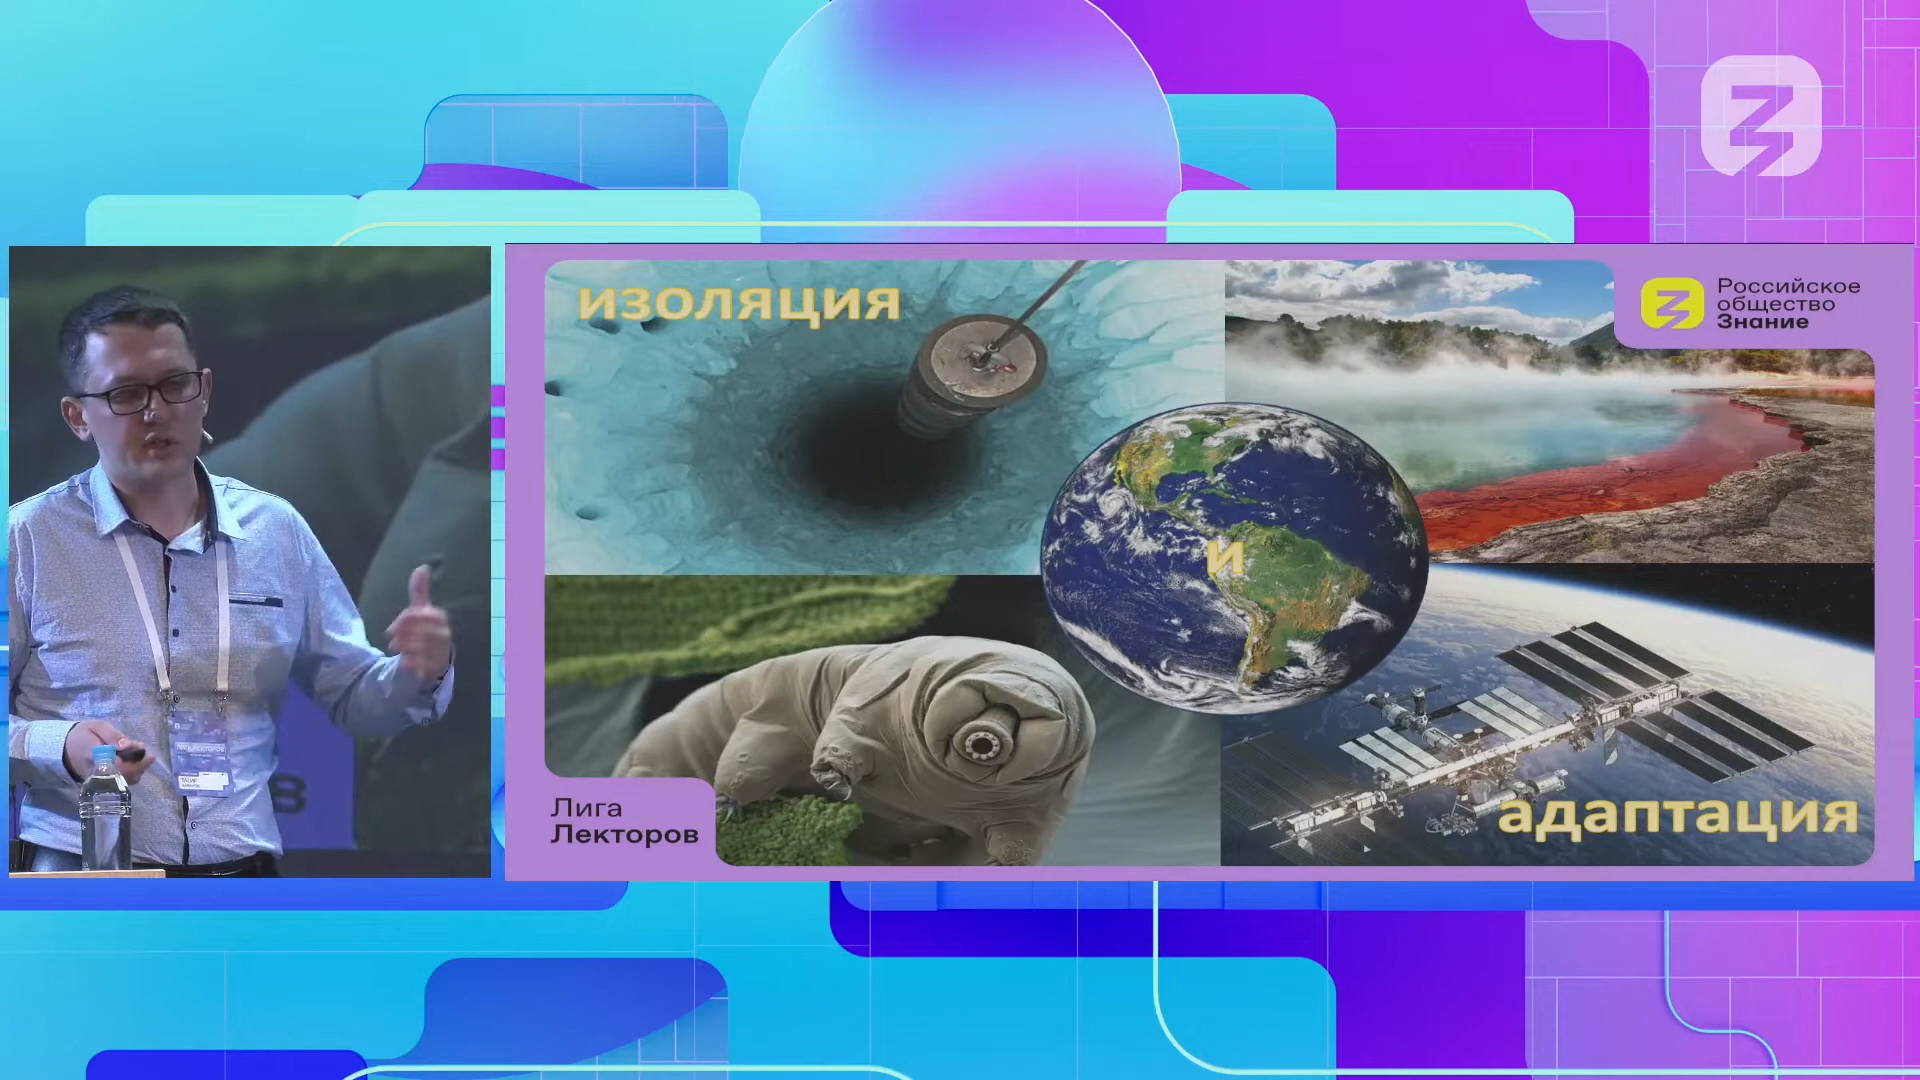 изоляция
Российское
общество
Знание
и
адаптация
Лига
Лекторов